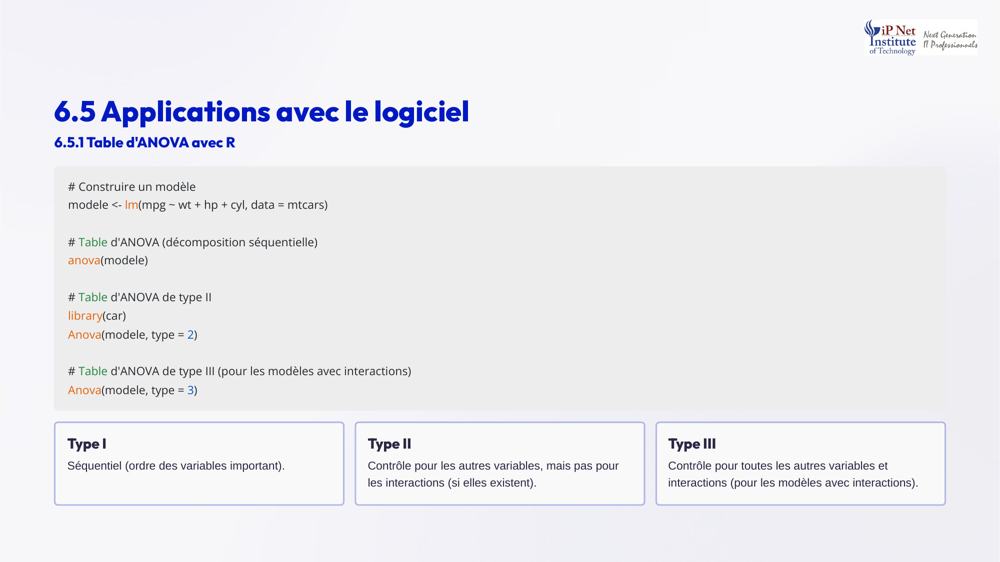 iP Net
Institute
of Technology
Next Generation
IT Professionnels
6.5 Applications avec le logiciel
6.5.1 Table d'ANOVA avec R
# Construire un modèle
modele <- lm(mpg ~ wt + hp + cyl, data = mtcars)
# Table d'ANOVA (décomposition séquentielle)
anova(modele)
# Table d'ANOVA de type II
library(car)
Anova(modele, type = 2)
# Table d'ANOVA de type III (pour les modèles avec interactions)
Anova(modele, type = 3)
Type I
Séquentiel (ordre des variables important).
Type II
Contrôle pour les autres variables, mais pas pour
les interactions (si elles existent).
Type III
Contrôle pour toutes les autres variables et
interactions (pour les modèles avec interactions).